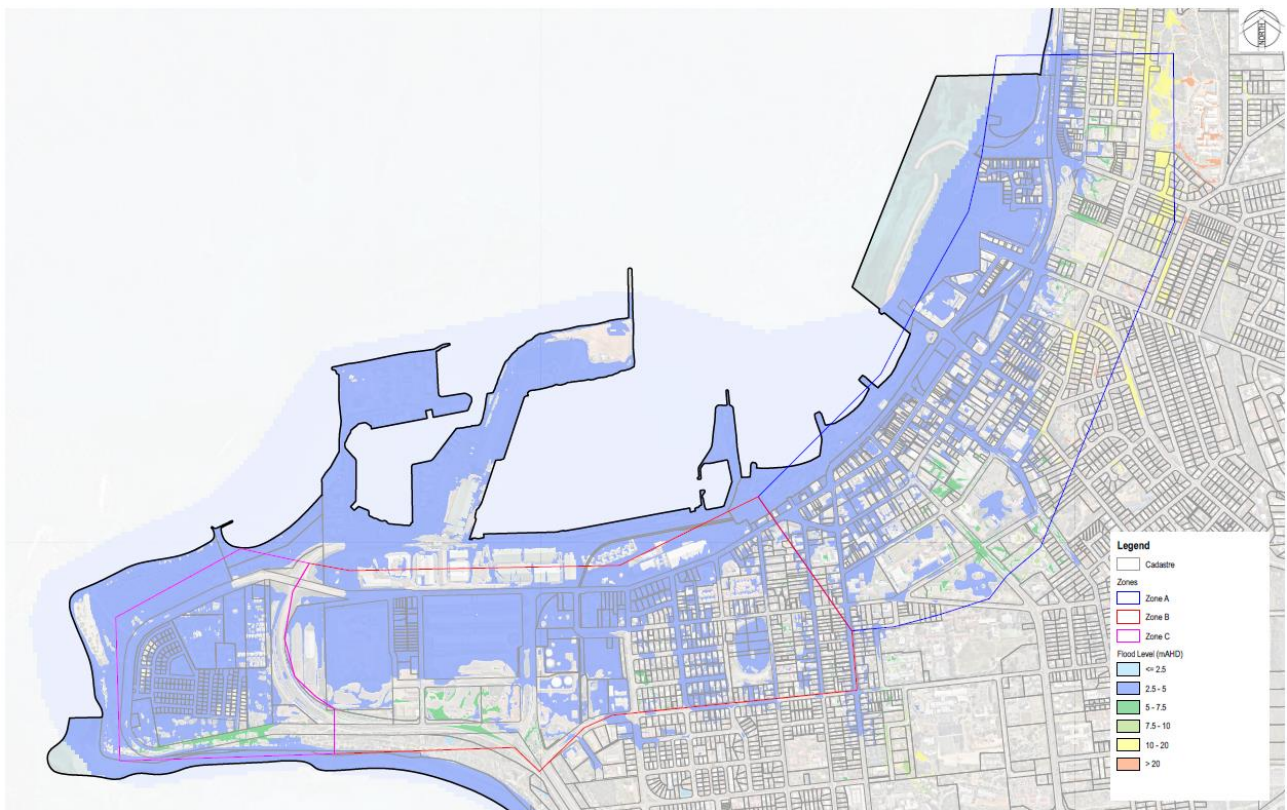 NORTH
Legend
Cadastre
Zones
Zone A
Zone B
Zone C
Flood Level (mAHD)
<= 2.5
2.5 - 5
5 - 7.5
7.5 - 10
10 - 20
> 20